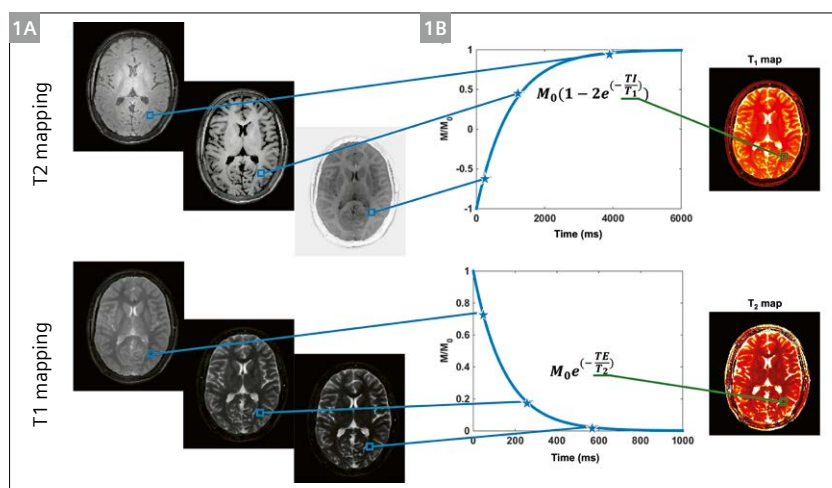 1A
1B
T2 mapping
M/M₀
1
0.5
0
-0.5
-1
0
2000
4000
6000
Time (ms)
M₀(1 − 2e^(−TI/T₁))
T₁ map
T1 mapping
M/M₀
1
0.8
0.6
0.4
0.2
0
0
200
400
600
800
1000
Time (ms)
M₀e^(−TE/T₂)
T₂ map